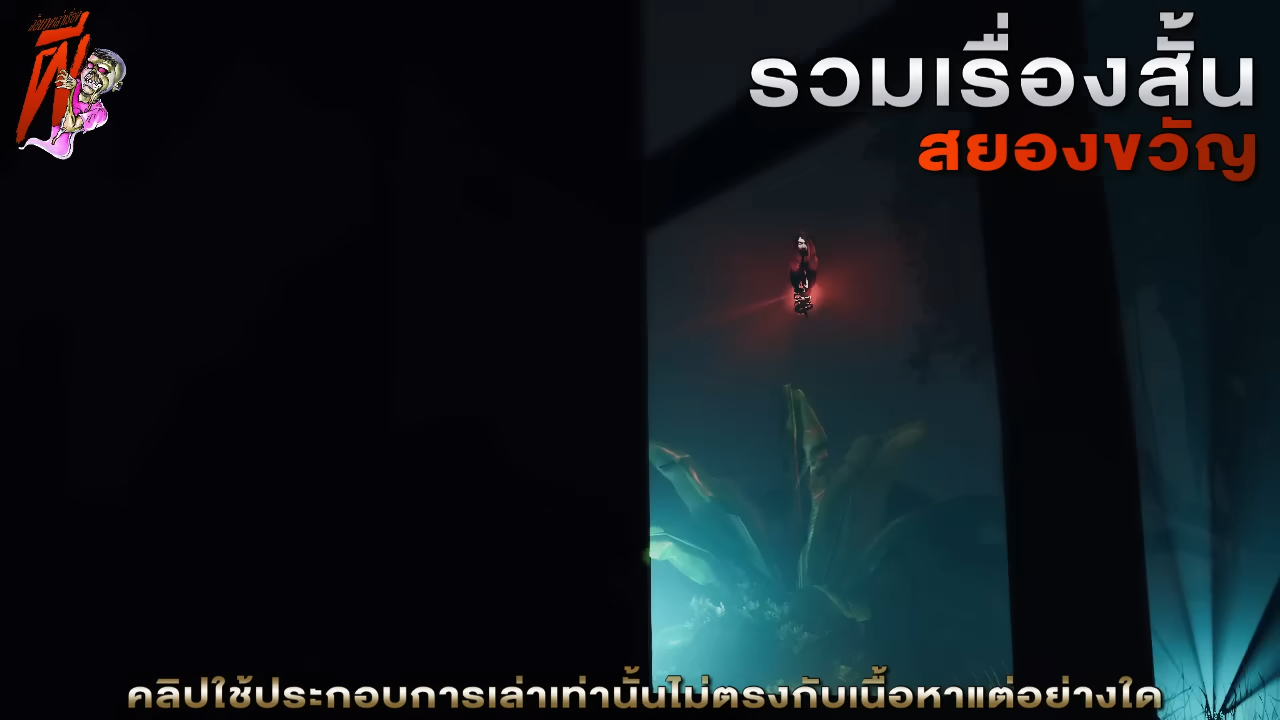 ผี
รวมเรื่องสั้น
สยองขวัญ
คลิปใช้ประกอบการเล่าเท่านั้นไม่ตรงกับเนื้อหาแต่อย่างใด